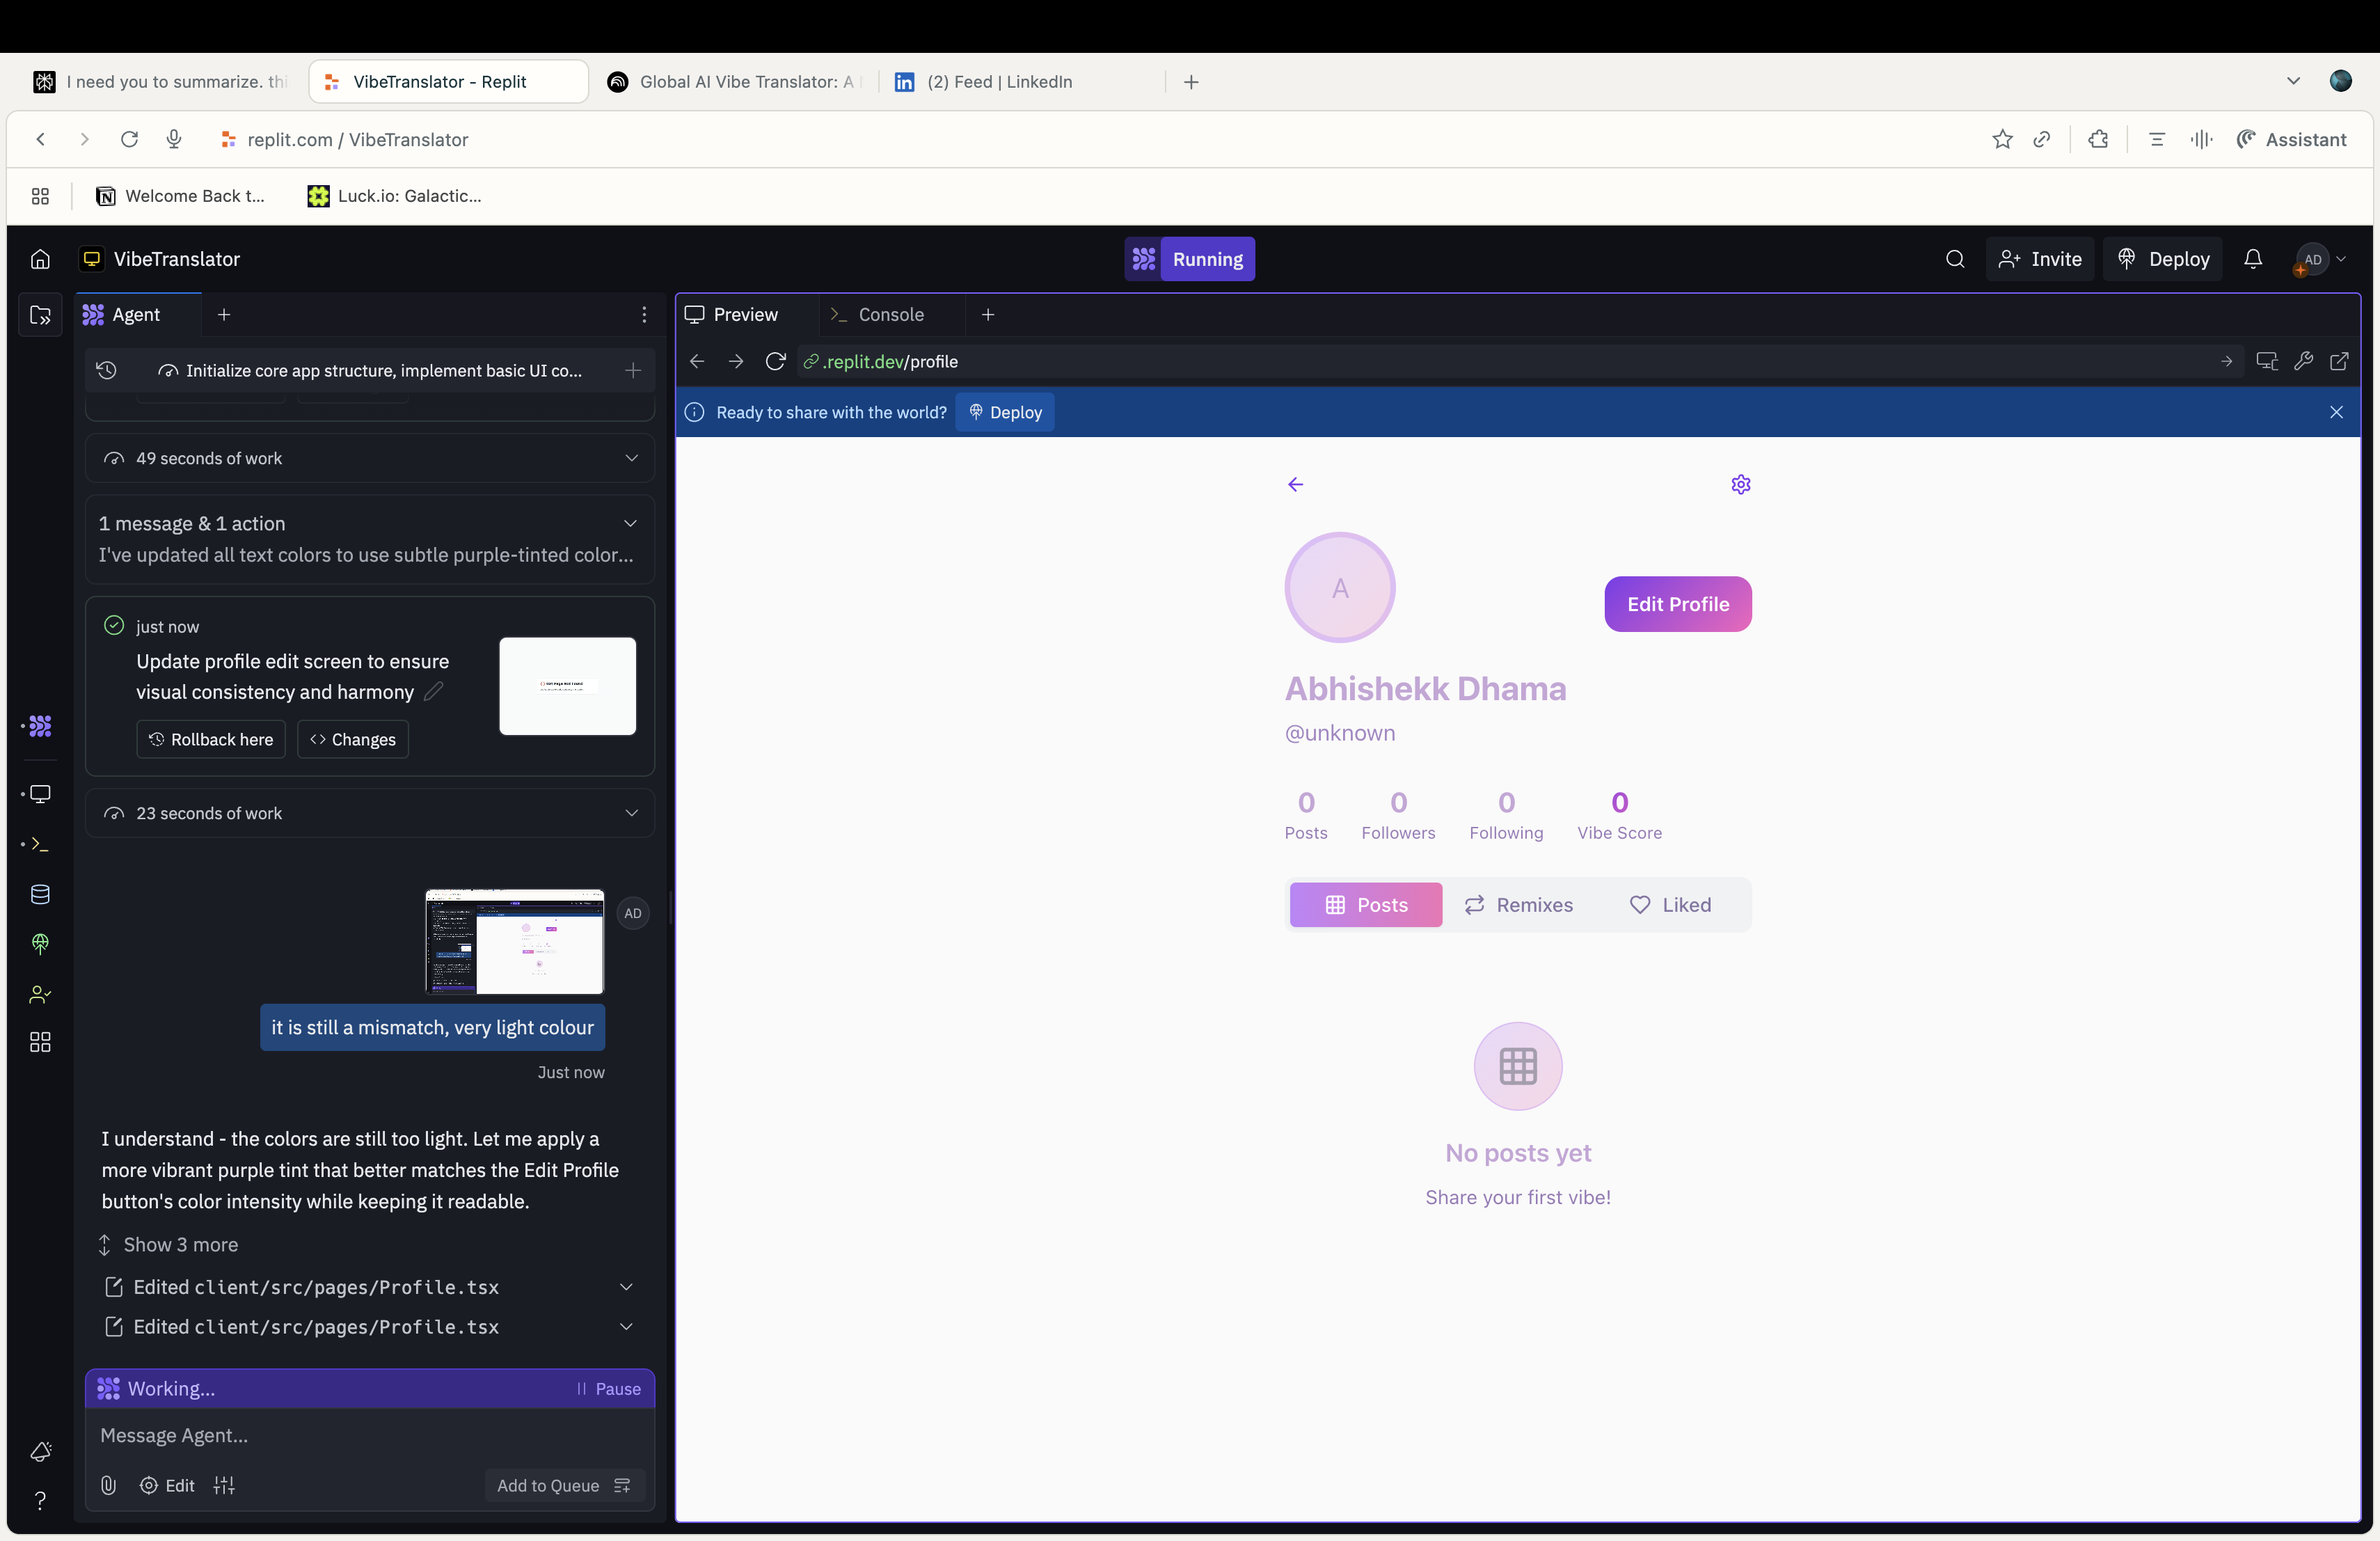 I need you to summarize. thi
VibeTranslator - Replit
Global AI Vibe Translator: A
(2) Feed | LinkedIn
replit.com / VibeTranslator
Assistant
Welcome Back t...
Luck.io: Galactic...
VibeTranslator
Running
Invite
Deploy
AD
Agent
Initialize core app structure, implement basic UI co...
49 seconds of work
1 message & 1 action
I've updated all text colors to use subtle purple-tinted color...
just now
Update profile edit screen to ensure
visual consistency and harmony
Rollback here
Changes
23 seconds of work
AD
it is still a mismatch, very light colour
Just now
I understand - the colors are still too light. Let me apply a
more vibrant purple tint that better matches the Edit Profile
button's color intensity while keeping it readable.
Show 3 more
Edited client/src/pages/Profile.tsx
Edited client/src/pages/Profile.tsx
Working...
Pause
Message Agent...
Edit
Add to Queue
Preview
Console
.replit.dev/profile
Ready to share with the world?
Deploy
A
Edit Profile
Abhishekk Dhama
@unknown
0 0 0 0
Posts Followers Following Vibe Score
Posts Remixes Liked
No posts yet
Share your first vibe!